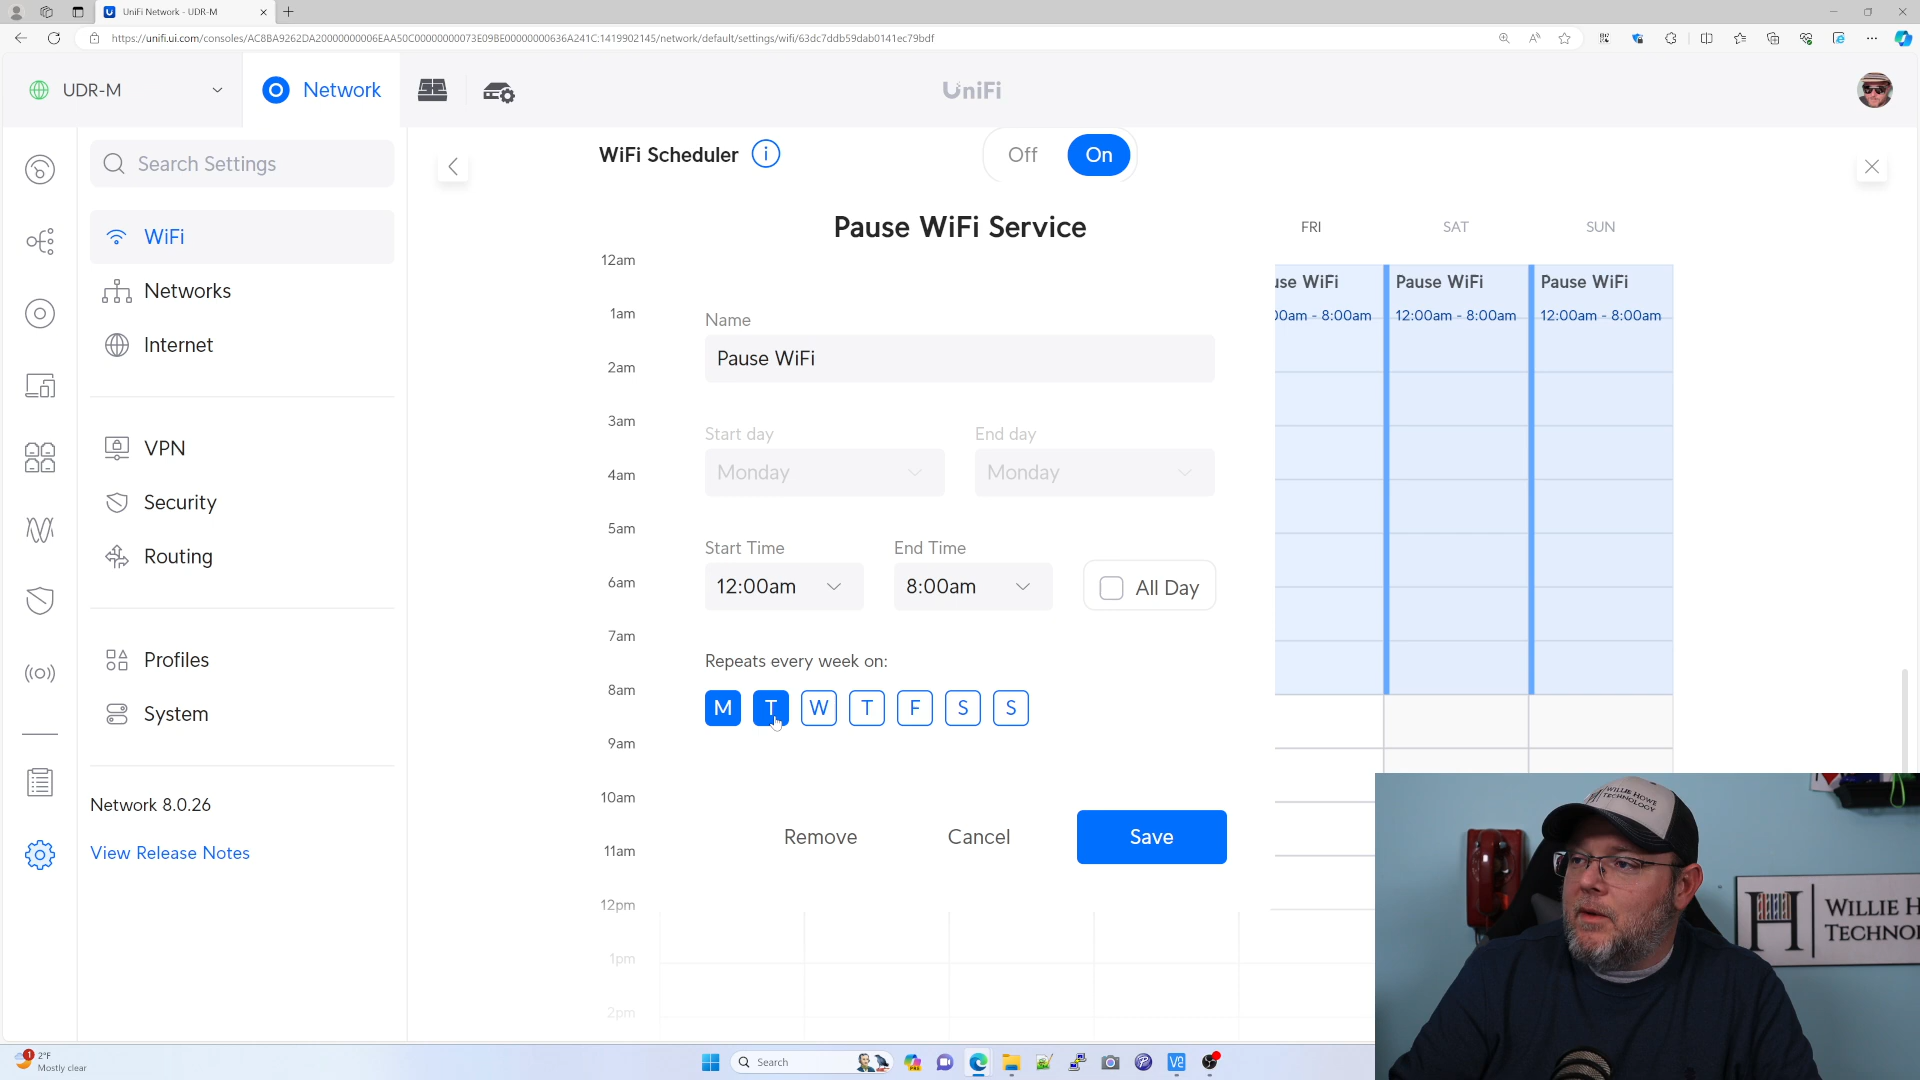 UniFi Network - UDR-M
https://unifi.ui.com/consoles/AC8BA9262DA20000000006EAA50C00000000073E09BE00000000636A241C:1419902145/network/default/settings/wifi/63dc7ddb59dab0141ec79bdf
UDR-M
Network
UniFi
Search Settings
WiFi
Networks
Internet
VPN
Security
Routing
Profiles
System
Network 8.0.26
View Release Notes
WiFi Scheduler
Off
On
Pause WiFi Service
FRI
SAT
SUN
12am
1am
2am
3am
4am
5am
6am
7am
8am
9am
10am
11am
12pm
1pm
2pm
Name
Pause WiFi
Start day
End day
Monday
Monday
Start Time
End Time
12:00am
8:00am
All Day
Repeats every week on:
M T W T F S S
Remove
Cancel
Save
use WiFi
00am - 8:00am
Pause WiFi
12:00am - 8:00am
Pause WiFi
12:00am - 8:00am
WILLIE HOWE
TECHNOLOGY
WILLIE H
TECHNO
1
2°F
Mostly clear
Search